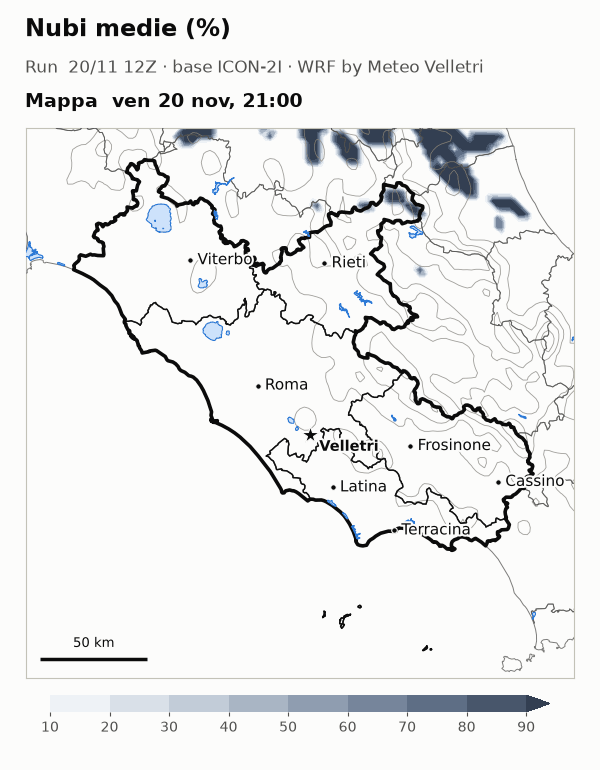 Nubi medie (%)
Run  20/11 12Z · base ICON-2I · WRF by Meteo Velletri
Mappa  ven 20 nov, 21:00
Viterbo
Rieti
Roma
Velletri
Frosinone
Cassino
Latina
Terracina
50 km
10 20 30 40 50 60 70 80 90